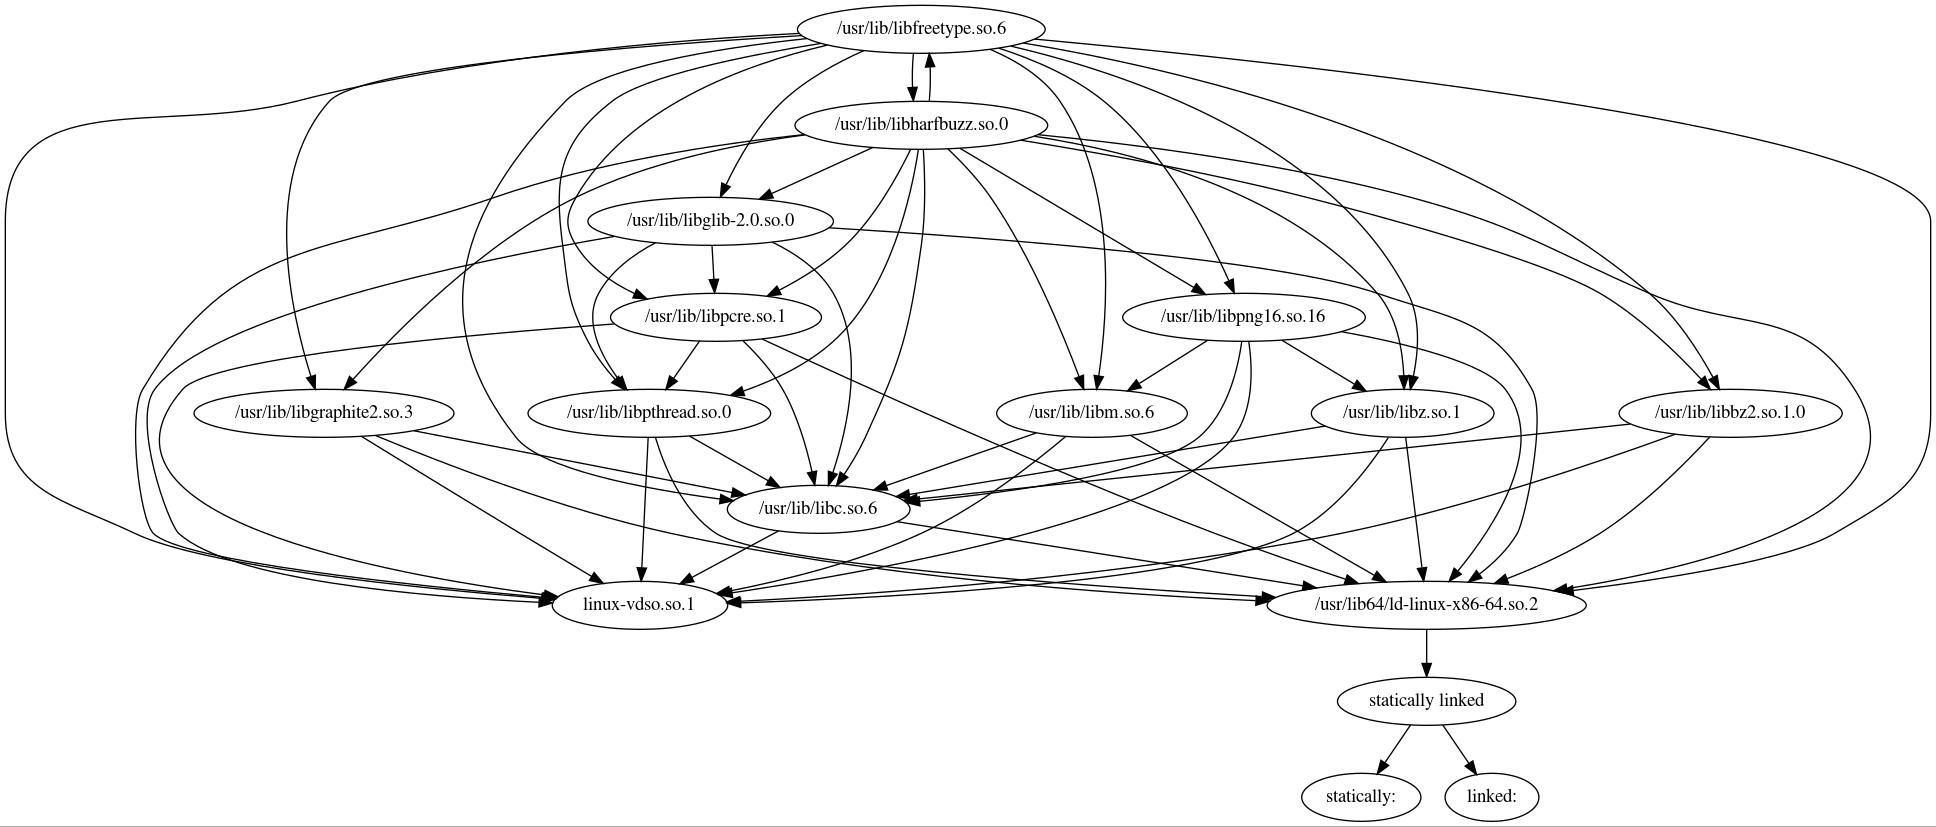 /usr/lib/libfreetype.so.6
/usr/lib/libharfbuzz.so.0
/usr/lib/libglib-2.0.so.0
/usr/lib/libpcre.so.1
/usr/lib/libpng16.so.16
/usr/lib/libgraphite2.so.3
/usr/lib/libpthread.so.0
/usr/lib/libm.so.6
/usr/lib/libz.so.1
/usr/lib/libbz2.so.1.0
/usr/lib/libc.so.6
linux-vdso.so.1
/usr/lib64/ld-linux-x86-64.so.2
statically linked
statically:
linked: